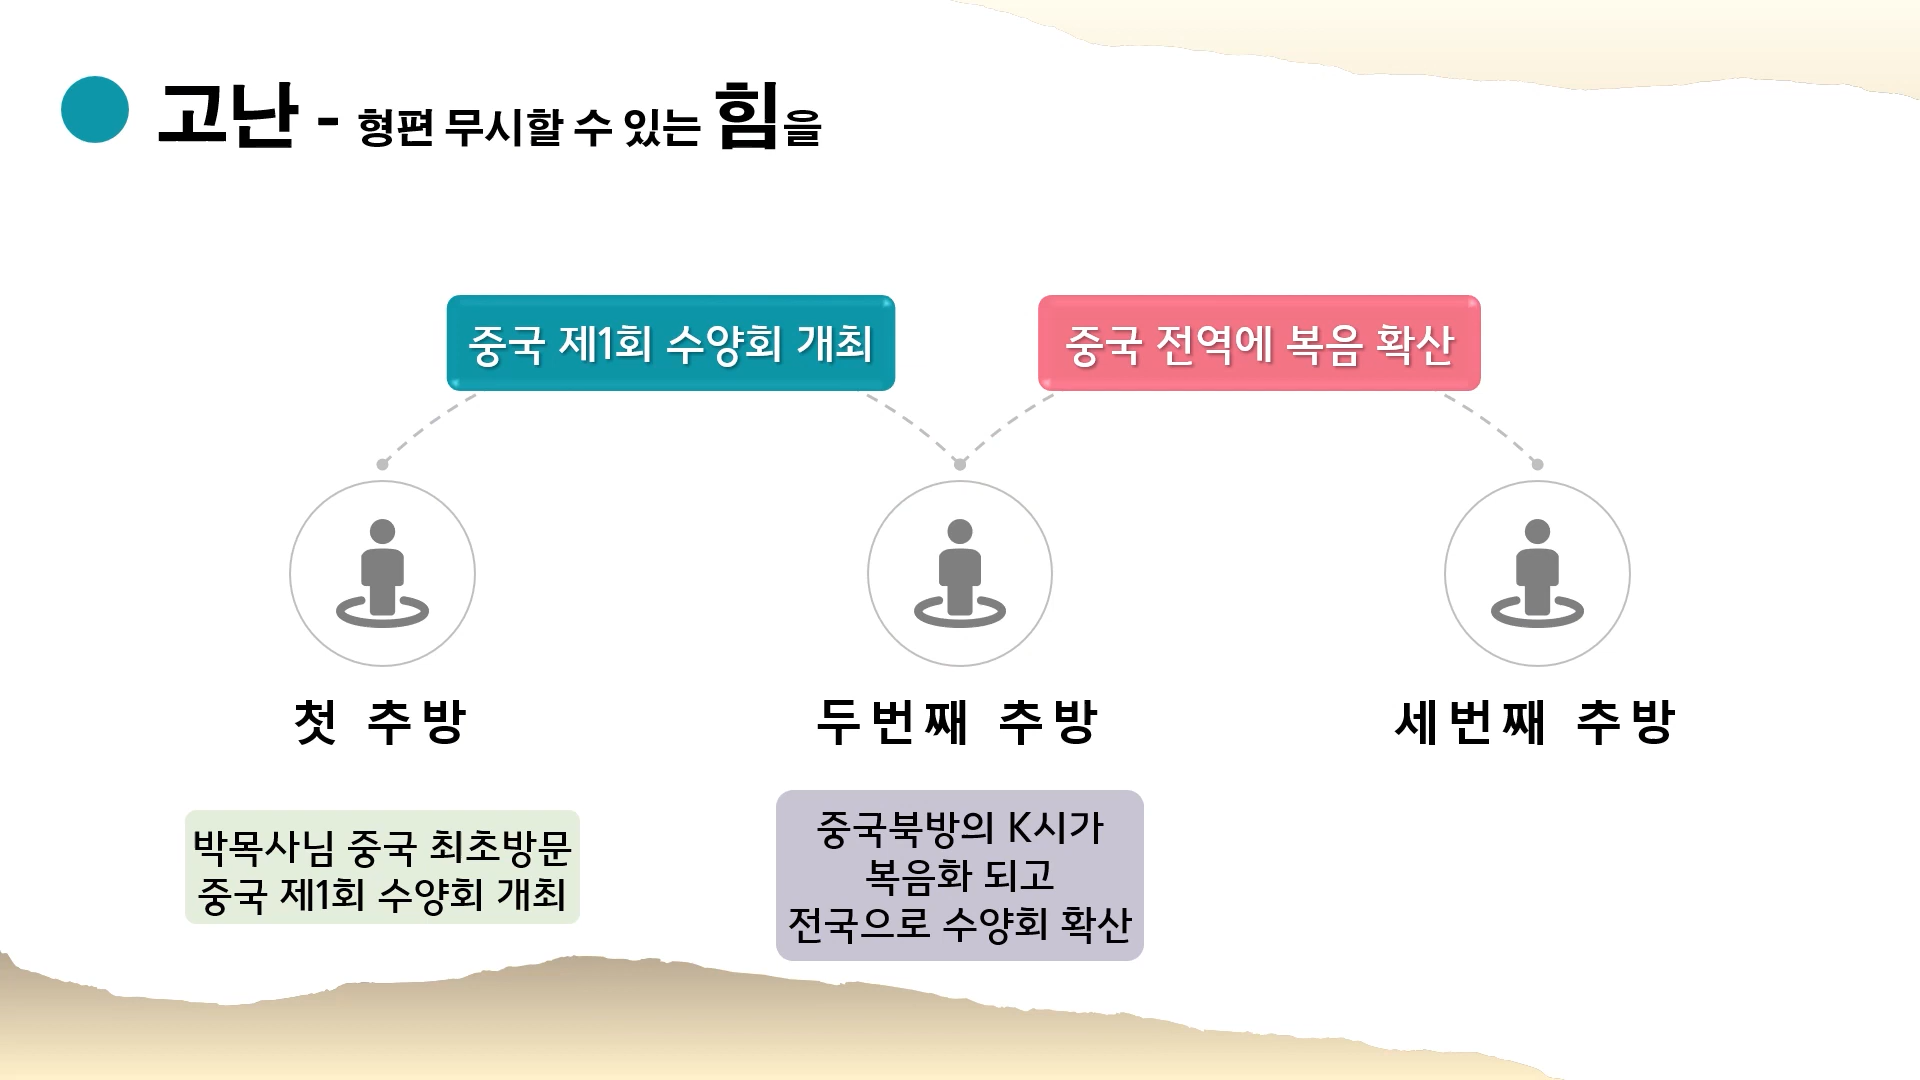 고난 - 형편 무시할 수 있는 힘을
중국 제1회 수양회 개최
중국 전역에 복음 확산
첫 추방
두번째 추방
세번째 추방
박목사님 중국 최초방문
중국 제1회 수양회 개최
중국북방의 K시가
복음화 되고
전국으로 수양회 확산